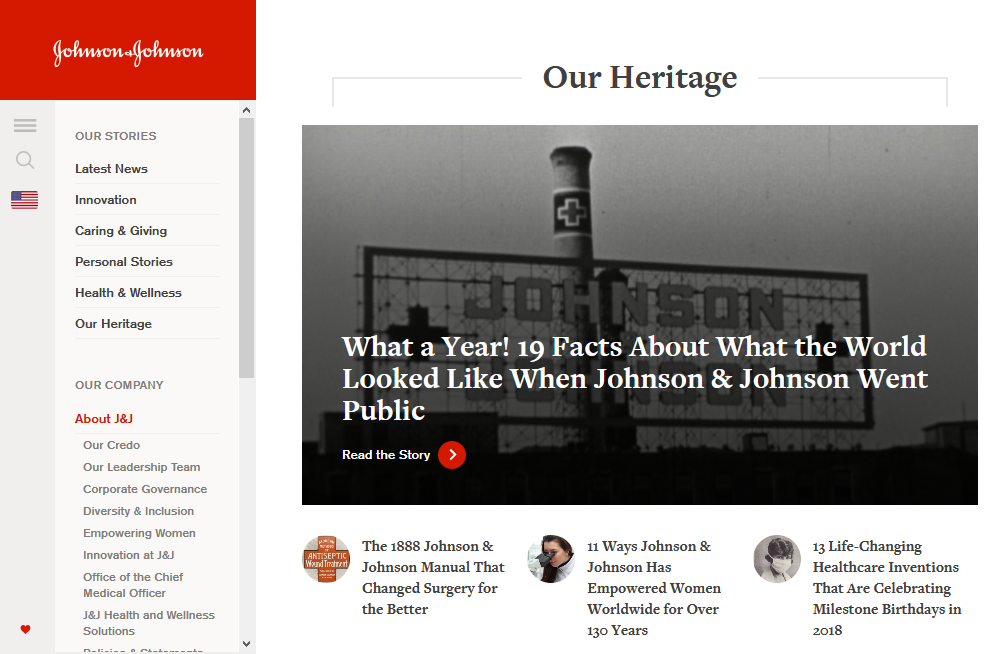 Johnson & Johnson
OUR STORIES
Latest News
Innovation
Caring & Giving
Personal Stories
Health & Wellness
Our Heritage
OUR COMPANY
About J&J
Our Credo
Our Leadership Team
Corporate Governance
Diversity & Inclusion
Empowering Women
Innovation at J&J
Office of the Chief
Medical Officer
J&J Health and Wellness
Solutions
Policies & Statements
Our Heritage
JOHNSON
What a Year! 19 Facts About What the World
Looked Like When Johnson & Johnson Went
Public
Read the Story
ANTISEPTIC
Wound Treatment
The 1888 Johnson &
Johnson Manual That
Changed Surgery for
the Better
11 Ways Johnson &
Johnson Has
Empowered Women
Worldwide for Over
130 Years
13 Life-Changing
Healthcare Inventions
That Are Celebrating
Milestone Birthdays in
2018